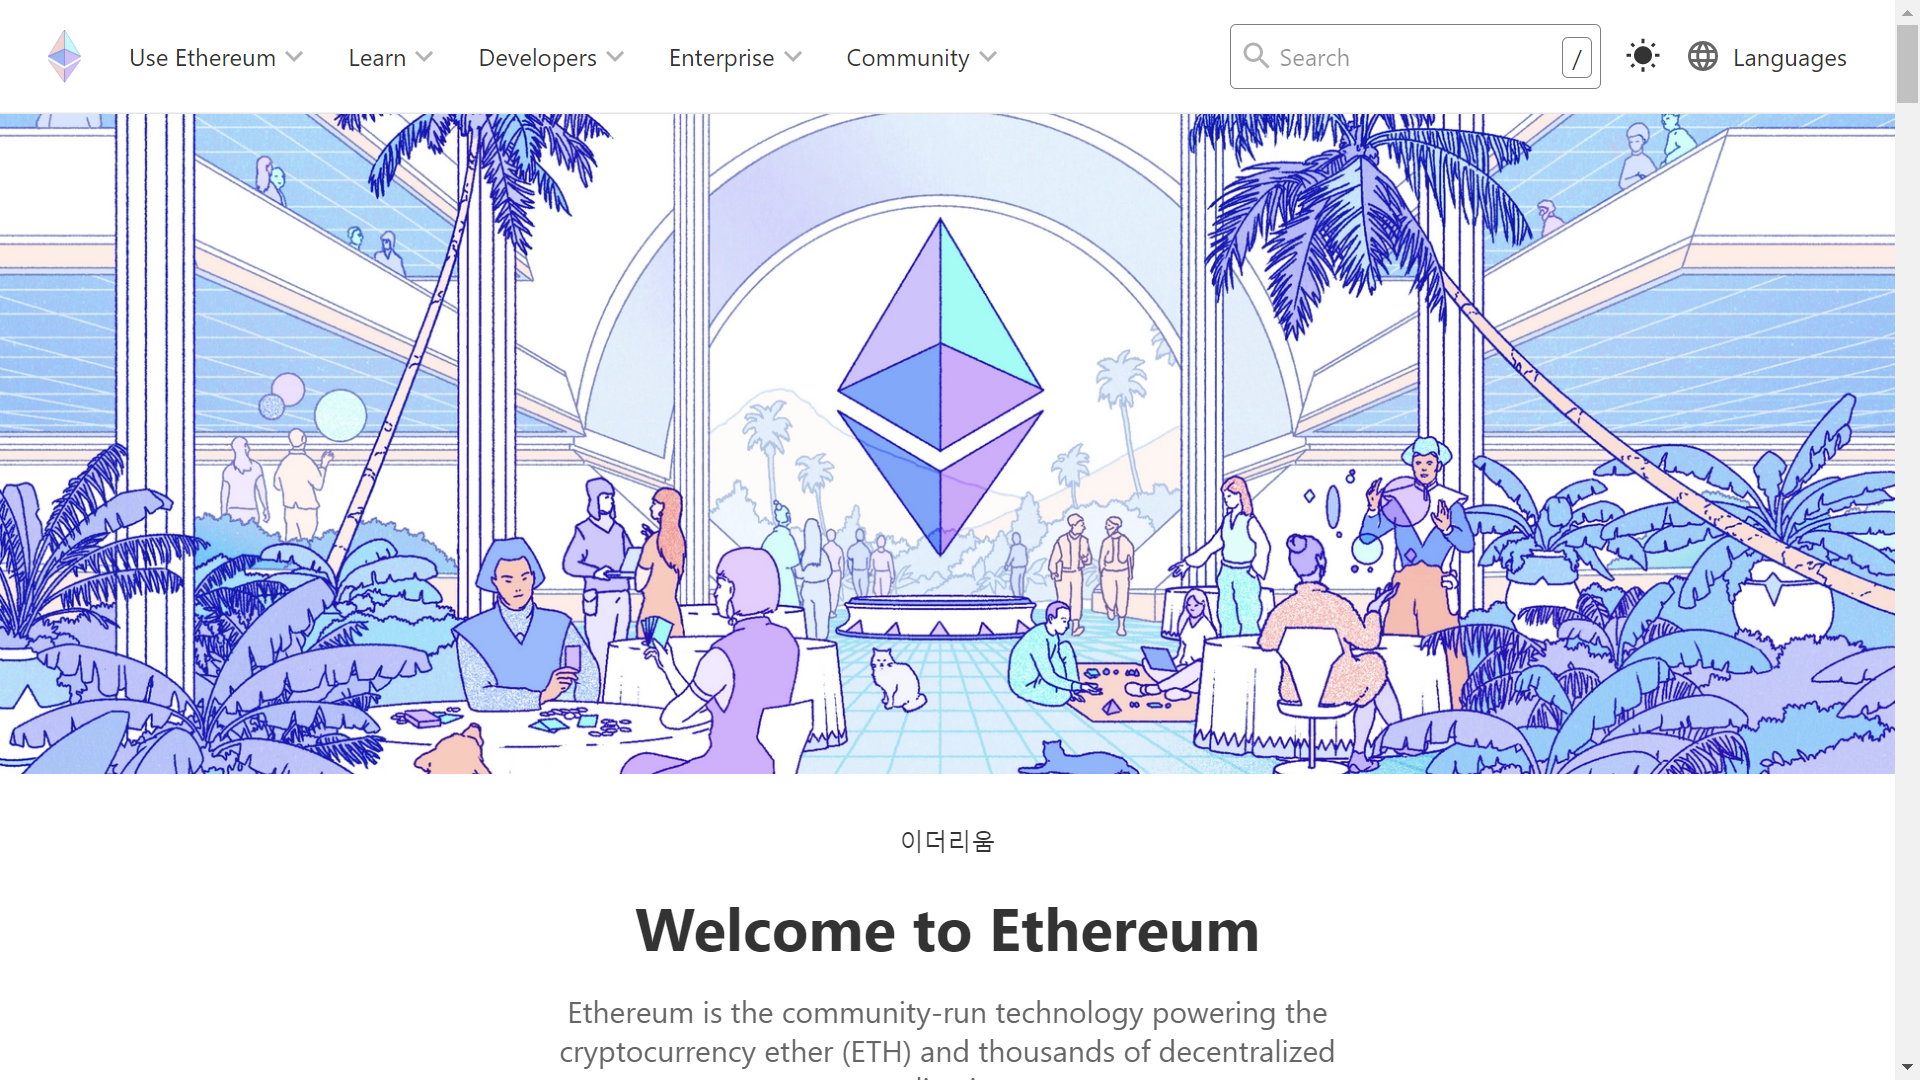 Use Ethereum
Learn
Developers
Enterprise
Community
Search
/
Languages
이더리움
Welcome to Ethereum
Ethereum is the community-run technology powering the
cryptocurrency ether (ETH) and thousands of decentralized